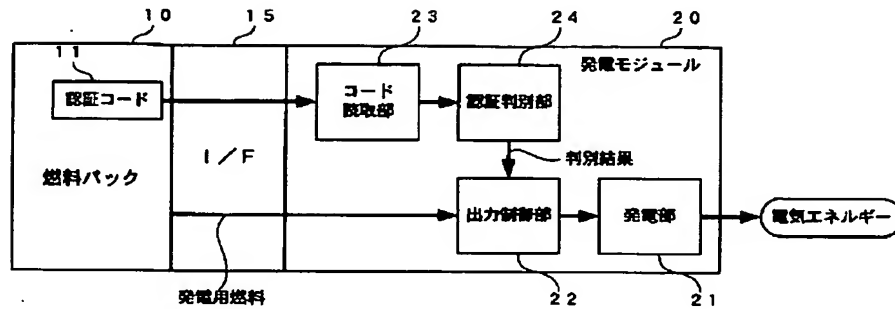 10
15
23
24
20
11
発電モジュール
認証コード
コード
読取部
認証判別部
I/F
判別結果
燃料パック
出力制御部
発電部
電気エネルギー
発電用燃料
22
21